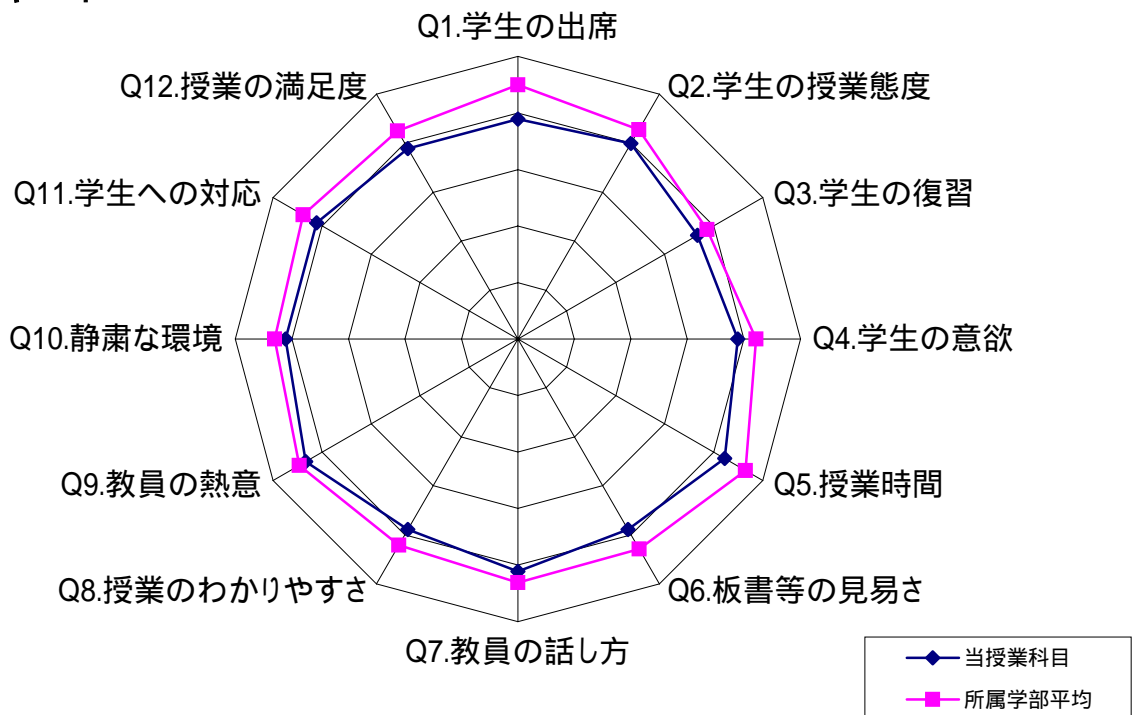 Q1.学生の出席
Q2.学生の授業態度
Q3.学生の復習
Q4.学生の意欲
Q5.授業時間
Q6.板書等の見易さ
Q7.教員の話し方
Q8.授業のわかりやすさ
Q9.教員の熱意
Q10.静粛な環境
Q11.学生への対応
Q12.授業の満足度
当授業科目
所属学部平均